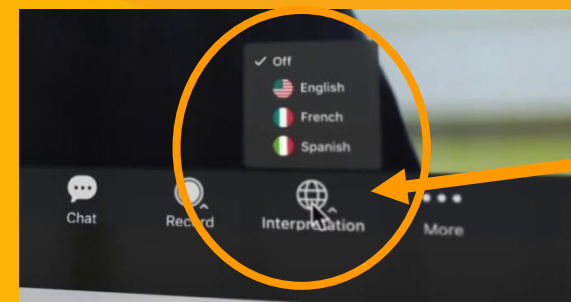 Off
English
French
Spanish
Chat
Record
Interpretation
More